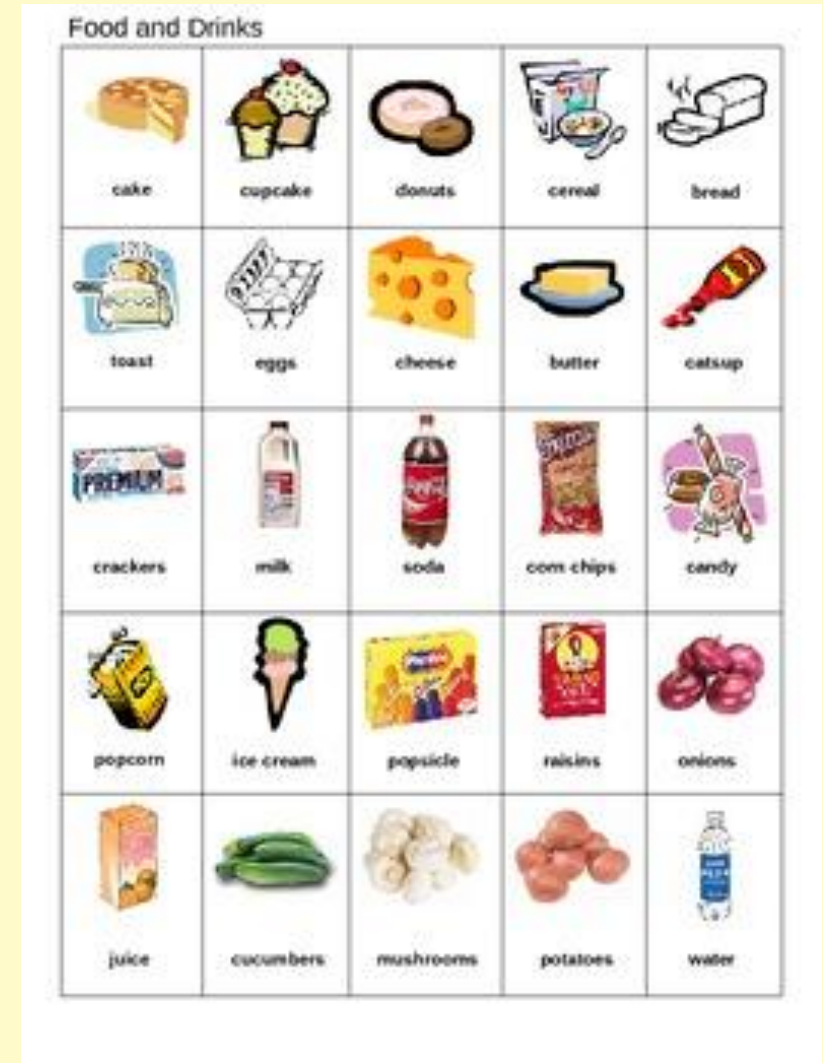 Food and Drinks
cake cupcake donuts cereal bread
toast eggs cheese butter catsup
PREMIUM
crackers milk soda corn chips candy
popcorn ice cream popsicle raisins onions
juice cucumbers mushrooms potatoes water